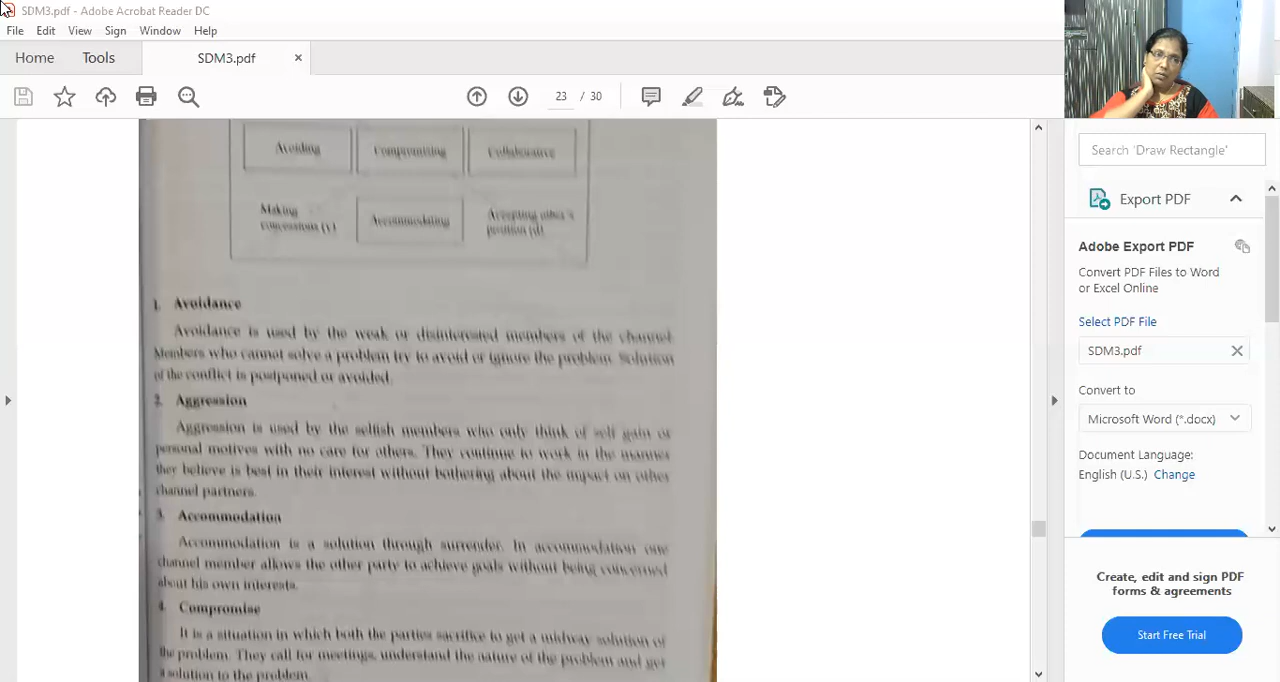 SDM3.pdf - Adobe Acrobat Reader DC
File Edit View Sign Window Help
Home Tools SDM3.pdf ×
23 / 30
Avoiding Compromising Collaborative
Making Accommodating Accepting other's
concessions (y) position (d)
1. Avoidance
Avoidance is used by the weak or disinterested members of the channel
Members who cannot solve a problem try to avoid or ignore the problem. Solution
of the conflict is postponed or avoided.
2. Aggression
Aggression is used by the selfish members who only think of self gain or
personal motives with no care for others. They continue to work in the manner
they believe is best in their interest without bothering about the impact on other
channel partners.
3. Accommodation
Accommodation is a solution through surrender. In accommodation one
channel member allows the other party to achieve goals without being concerned
about his own interests.
4. Compromise
It is a situation in which both the parties sacrifice to get a midway solution of
the problem. They call for meetings, understand the nature of the problem and get
a solution to the problem.
Search 'Draw Rectangle'
Export PDF
Adobe Export PDF
Convert PDF Files to Word
or Excel Online
Select PDF File
SDM3.pdf
Convert to
Microsoft Word (*.docx)
Document Language:
English (U.S.) Change
Create, edit and sign PDF
forms & agreements
Start Free Trial